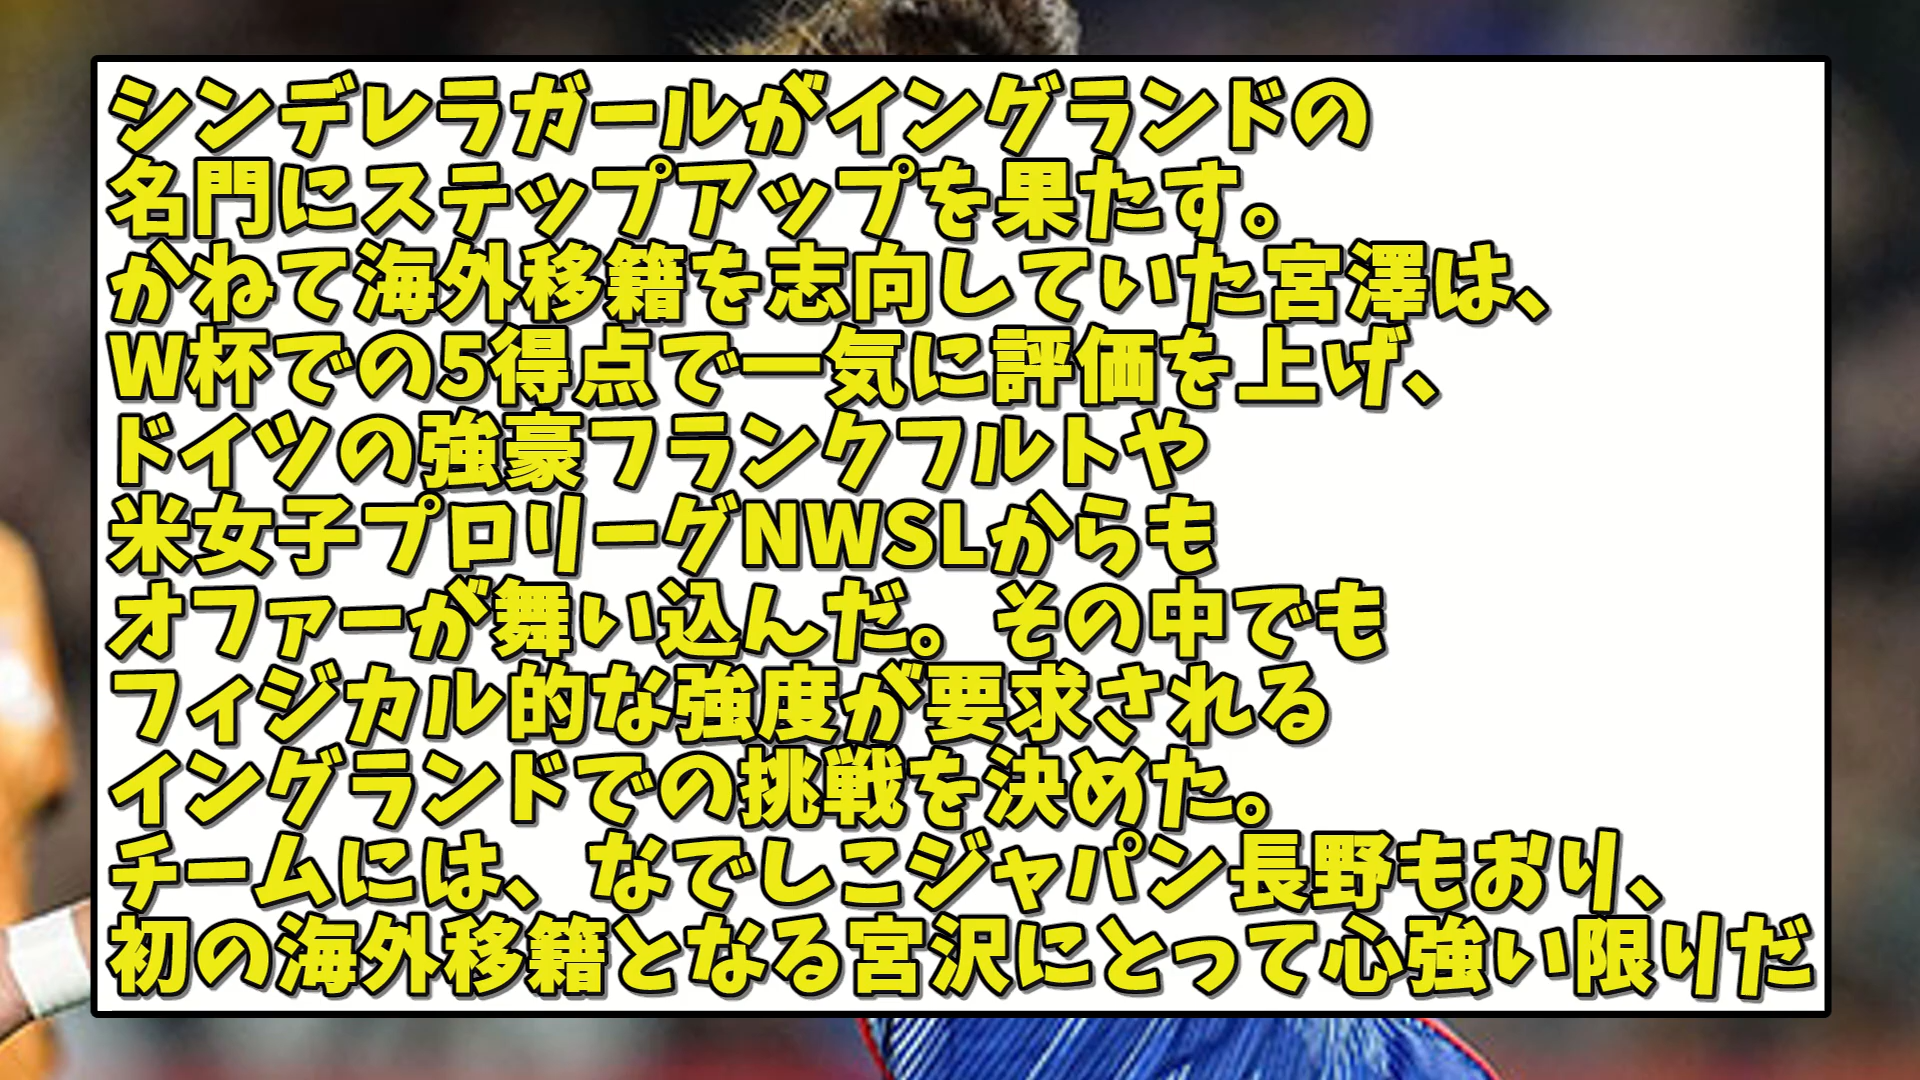 シンデレラガールがイングランドの
名門にステップアップを果たす。
かねて海外移籍を志向していた宮澤は、
W杯での5得点で一気に評価を上げ、
ドイツの強豪フランクフルトや
米女子プロリーグNWSLからも
オファーが舞い込んだ。その中でも
フィジカル的な強度が要求される
イングランドでの挑戦を決めた。
チームには、なでしこジャパン長野もおり、
初の海外移籍となる宮沢にとって心強い限りだ